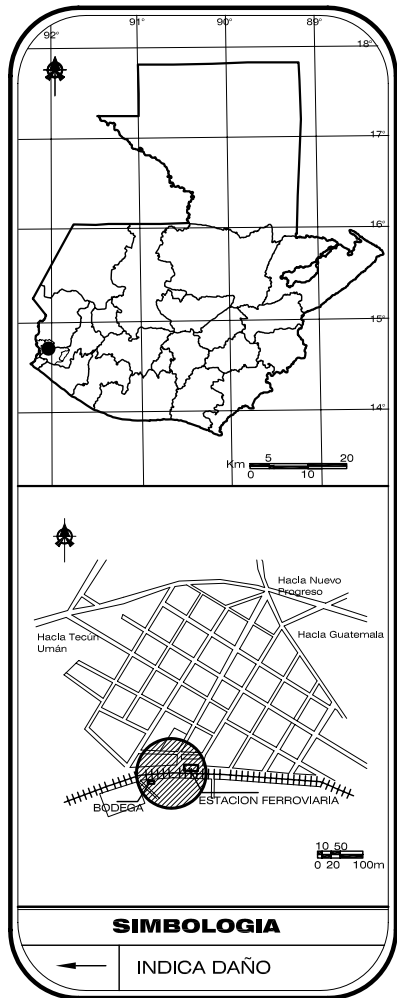 92° 91° 90° 89°
18°
17°
16°
15°
14°
Km 5 20
0 10
Hacla Nuevo
Progreso
Hacla Tecún
Umán
Hacla Guatemala
BODEGA
ESTACION FERROVIARIA
10 50
0 20 100m
SIMBOLOGIA
INDICA DAÑO